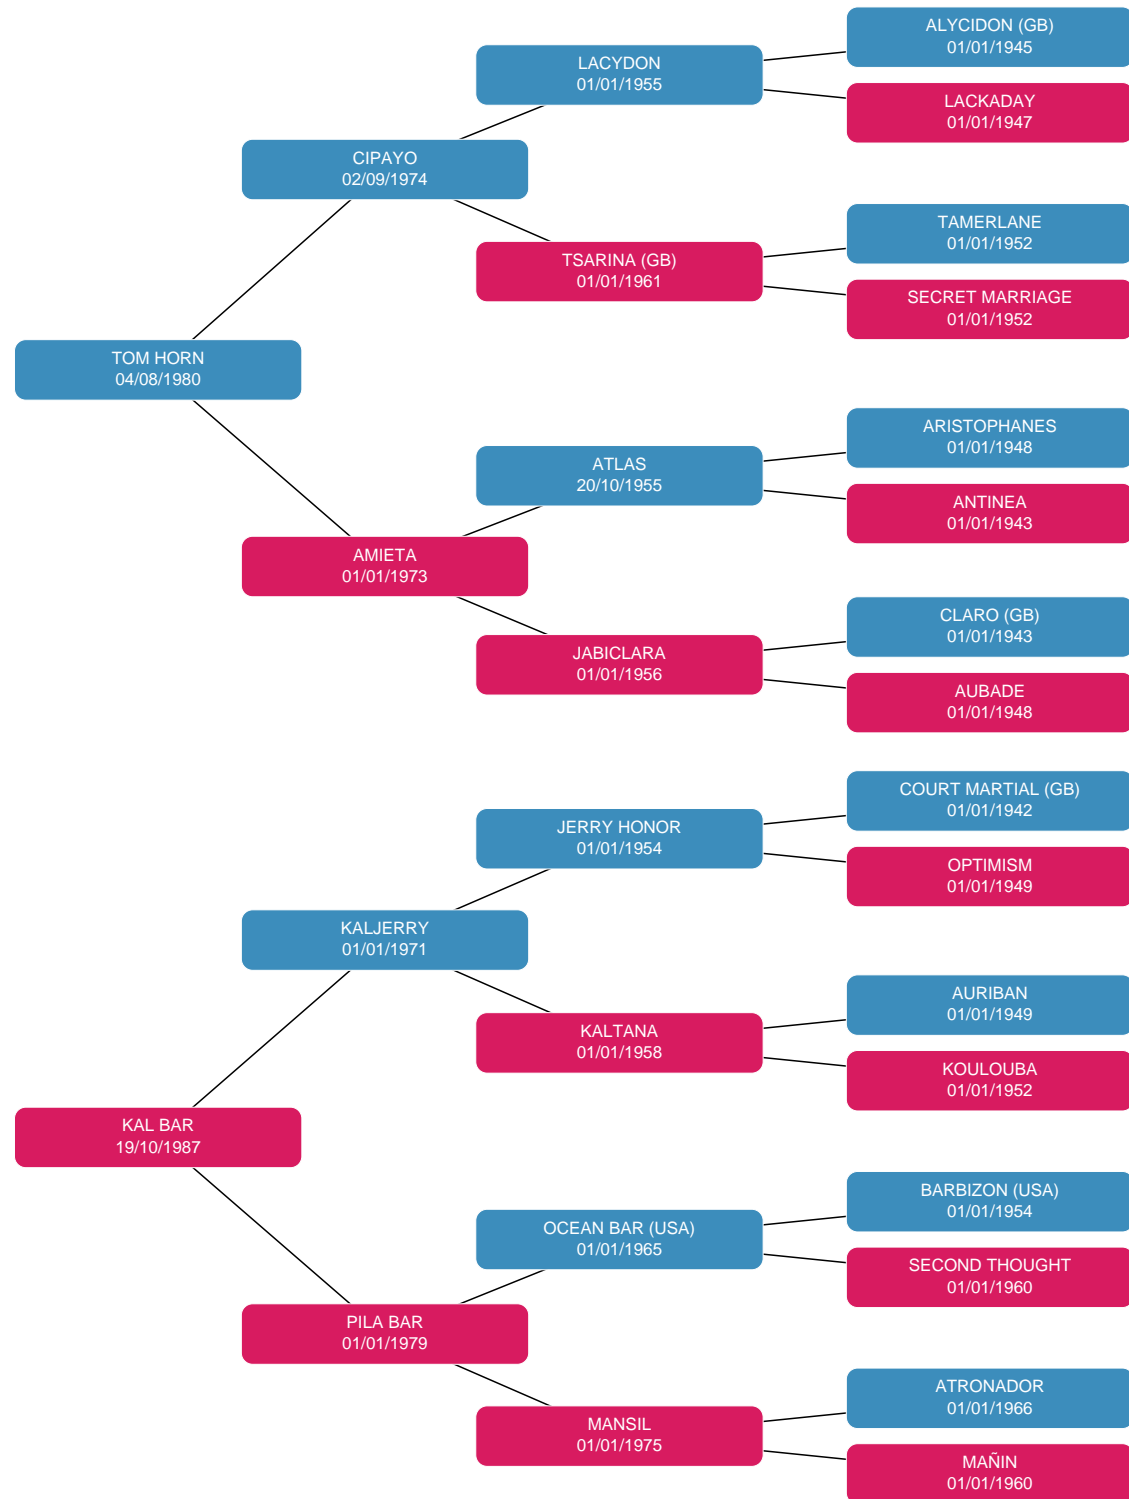 ALYCIDON (GB)
01/01/1945
LACYDON
01/01/1955
LACKADAY
01/01/1947
CIPAYO
02/09/1974
TAMERLANE
01/01/1952
TSARINA (GB)
01/01/1961
SECRET MARRIAGE
01/01/1952
TOM HORN
04/08/1980
ARISTOPHANES
01/01/1948
ATLAS
20/10/1955
ANTINEA
01/01/1943
AMIETA
01/01/1973
CLARO (GB)
01/01/1943
JABICLARA
01/01/1956
AUBADE
01/01/1948
COURT MARTIAL (GB)
01/01/1942
JERRY HONOR
01/01/1954
OPTIMISM
01/01/1949
KALJERRY
01/01/1971
AURIBAN
01/01/1949
KALTANA
01/01/1958
KOULOUBA
01/01/1952
KAL BAR
19/10/1987
BARBIZON (USA)
01/01/1954
OCEAN BAR (USA)
01/01/1965
SECOND THOUGHT
01/01/1960
PILA BAR
01/01/1979
ATRONADOR
01/01/1966
MANSIL
01/01/1975
MAÑIN
01/01/1960